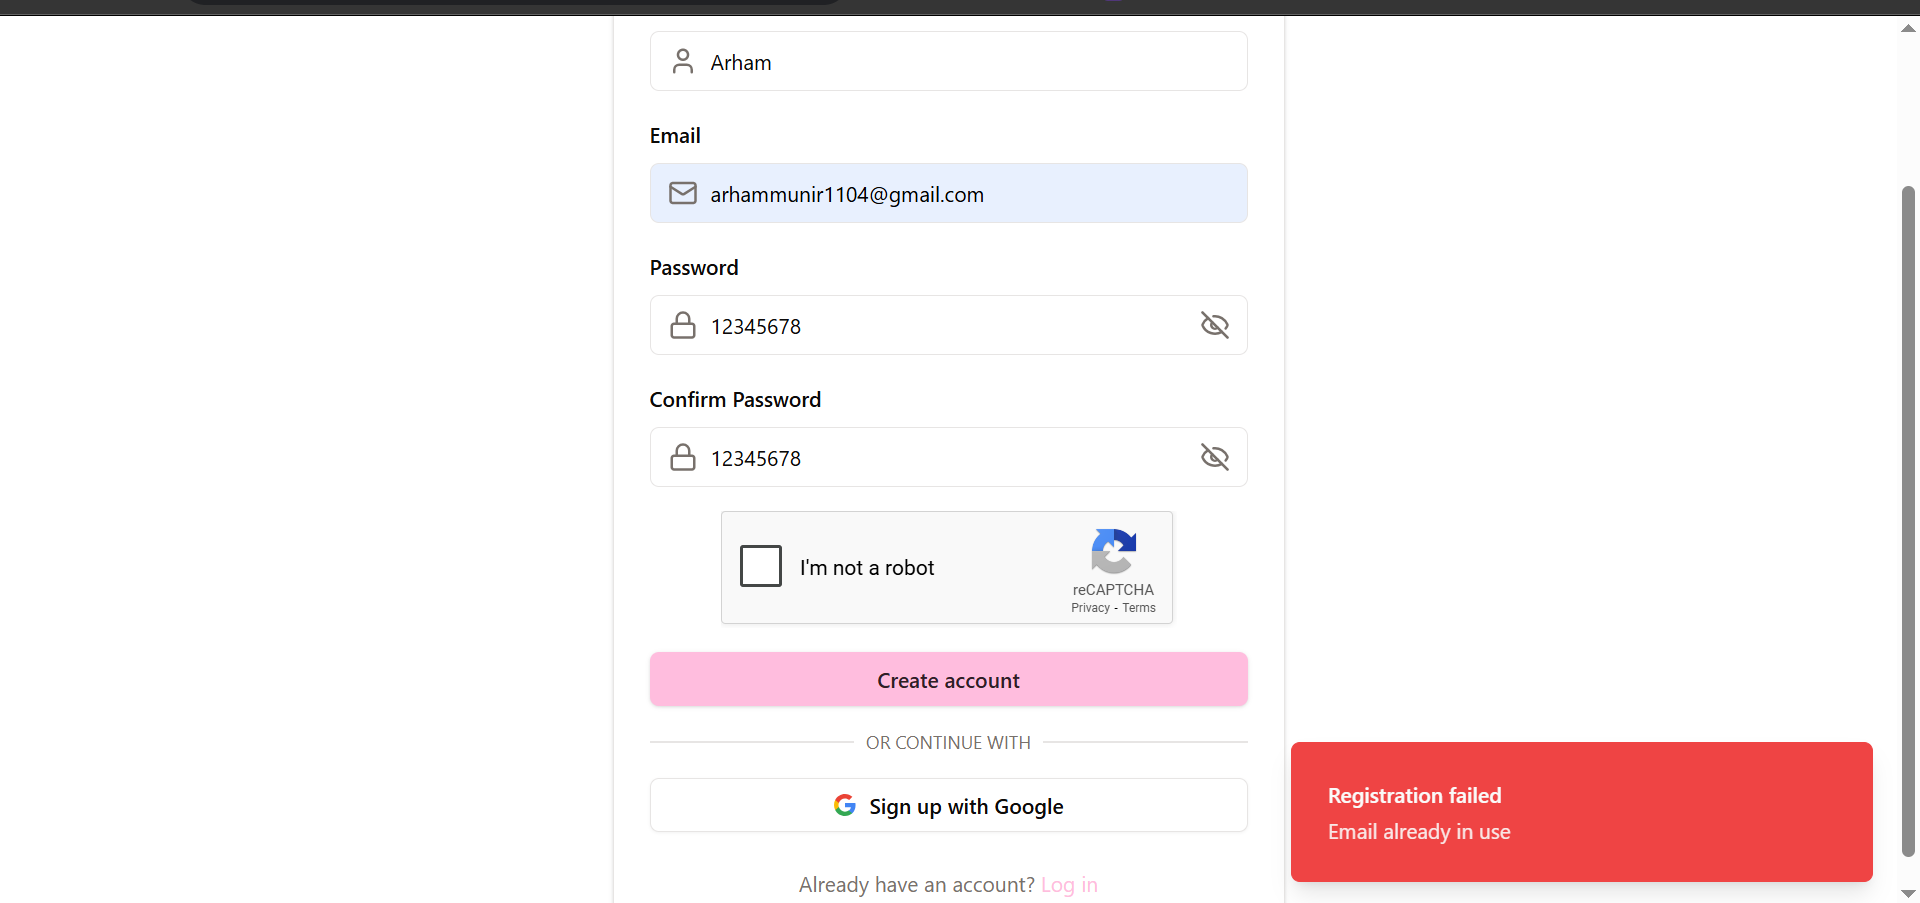 Arham
Email
arhammunir1104@gmail.com
Password
12345678
Confirm Password
12345678
I'm not a robot
reCAPTCHA
Privacy - Terms
Create account
OR CONTINUE WITH
Sign up with Google
Already have an account? Log in
Registration failed
Email already in use